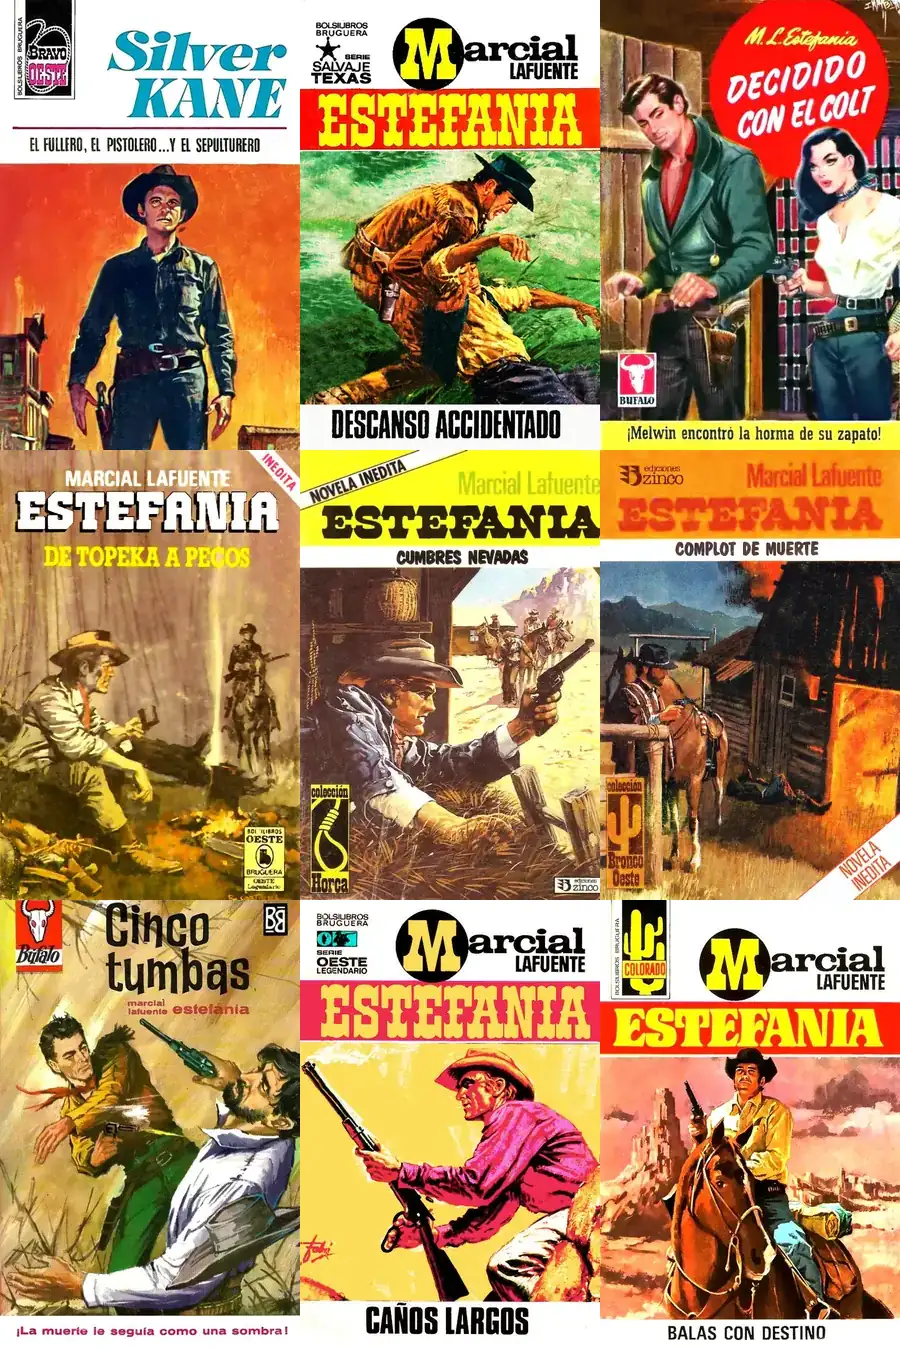 BOLSILIBROS BRUGUERA
BRAVO
OESTE
Silver
KANE
EL FULLERO, EL PISTOLERO...Y EL SEPULTURERO
BOLSILIBROS
BRUGUERA
SERIE
SALVAJE
TEXAS
Marcial
LAFUENTE
ESTEFANIA
DESCANSO ACCIDENTADO
M. L. Estefania
DECIDIDO
CON EL COLT
BUFALO
¡Melwin encontró la horma de su zapato!
INEDITA
MARCIAL LAFUENTE
ESTEFANIA
DE TOPEKA A PECOS
BOLSILIBROS
OESTE
BRUGUERA
OESTE
Legendario
NOVELA INEDITA
Marcial Lafuente
ESTEFANIA
CUMBRES NEVADAS
colección
Horca
ediciones
zinco
ediciones
zinco
Marcial Lafuente
ESTEFANIA
COMPLOT DE MUERTE
colección
Bronco
Oeste
NOVELA
INEDITA
Búfalo
Cinco
tumbas
BB
marcial
lafuente estefanía
¡La muerte le seguía como una sombra!
BOLSILIBROS
BRUGUERA
SERIE
OESTE
LEGENDARIO
Marcial
LAFUENTE
ESTEFANIA
CAÑOS LARGOS
BOLSILIBROS BRUGUERA
COLORADO
Marcial
LAFUENTE
ESTEFANIA
BALAS CON DESTINO